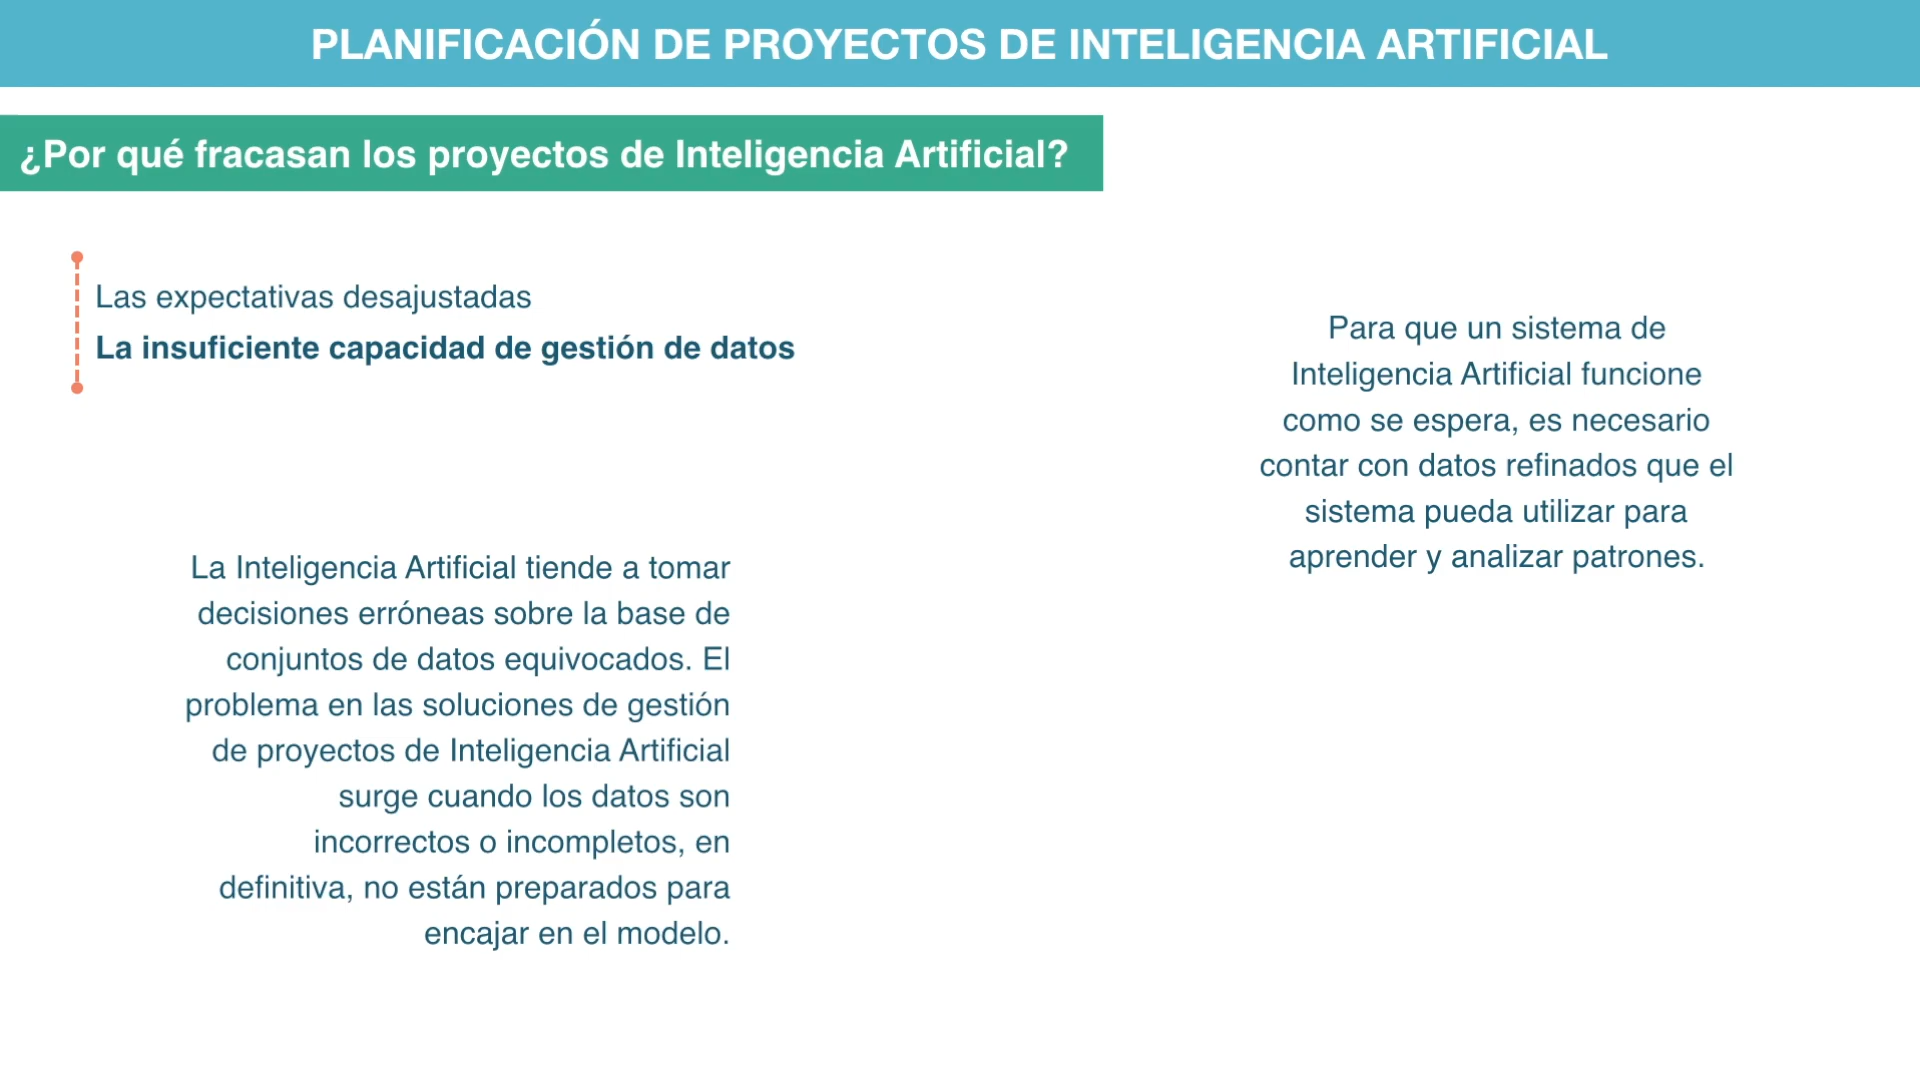 PLANIFICACIÓN DE PROYECTOS DE INTELIGENCIA ARTIFICIAL
¿Por qué fracasan los proyectos de Inteligencia Artificial?
Las expectativas desajustadas
La insuficiente capacidad de gestión de datos
La Inteligencia Artificial tiende a tomar
decisiones erróneas sobre la base de
conjuntos de datos equivocados. El
problema en las soluciones de gestión
de proyectos de Inteligencia Artificial
surge cuando los datos son
incorrectos o incompletos, en
definitiva, no están preparados para
encajar en el modelo.
Para que un sistema de
Inteligencia Artificial funcione
como se espera, es necesario
contar con datos refinados que el
sistema pueda utilizar para
aprender y analizar patrones.